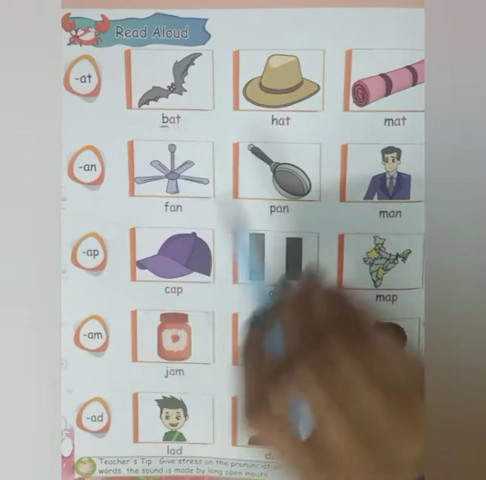 Read Aloud
-at
bat hat mat
-an
fan pan man
-ap
cap map
-am
jam
-ad
lad
Teacher's Tip Give stress on the
words. the sound is made by long open mouth